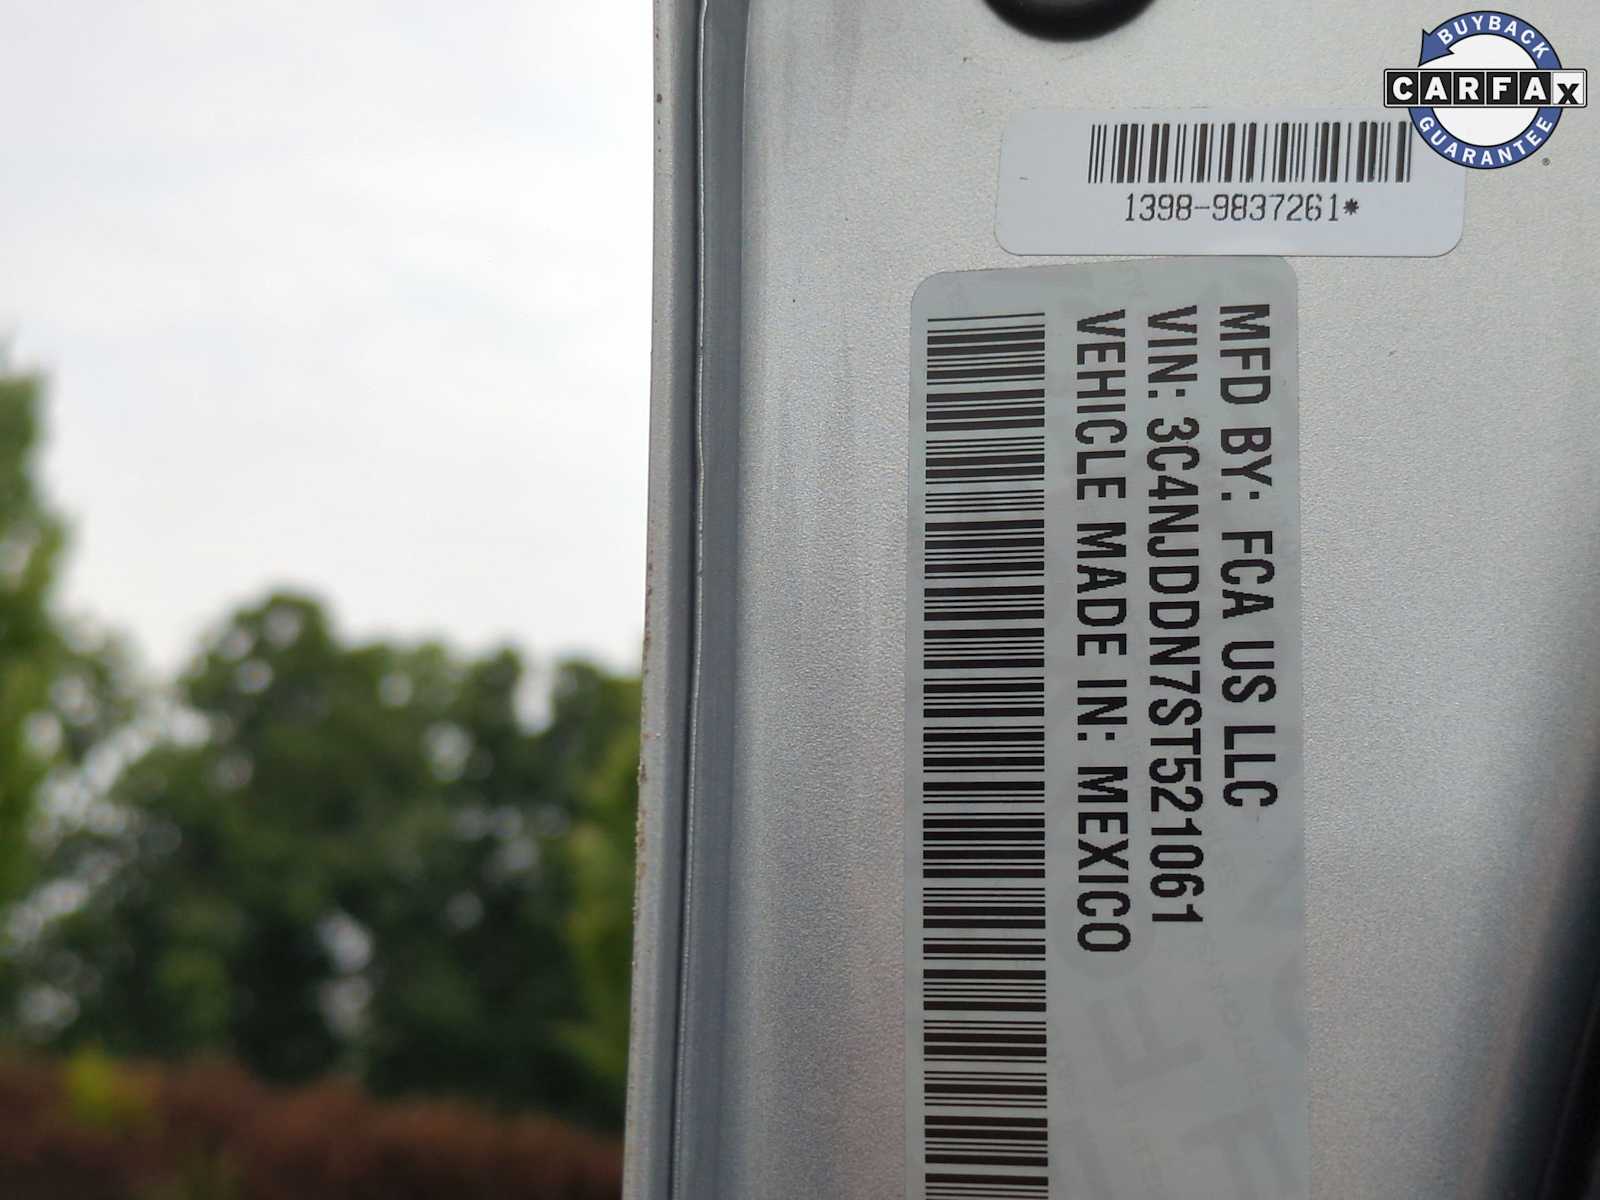 BUYBACK
CARFAX
GUARANTEE
1398-9837261*
MFD BY: FCA US LLC
VIN: 3C4NJDDN7ST521061
VEHICLE MADE IN: MEXICO